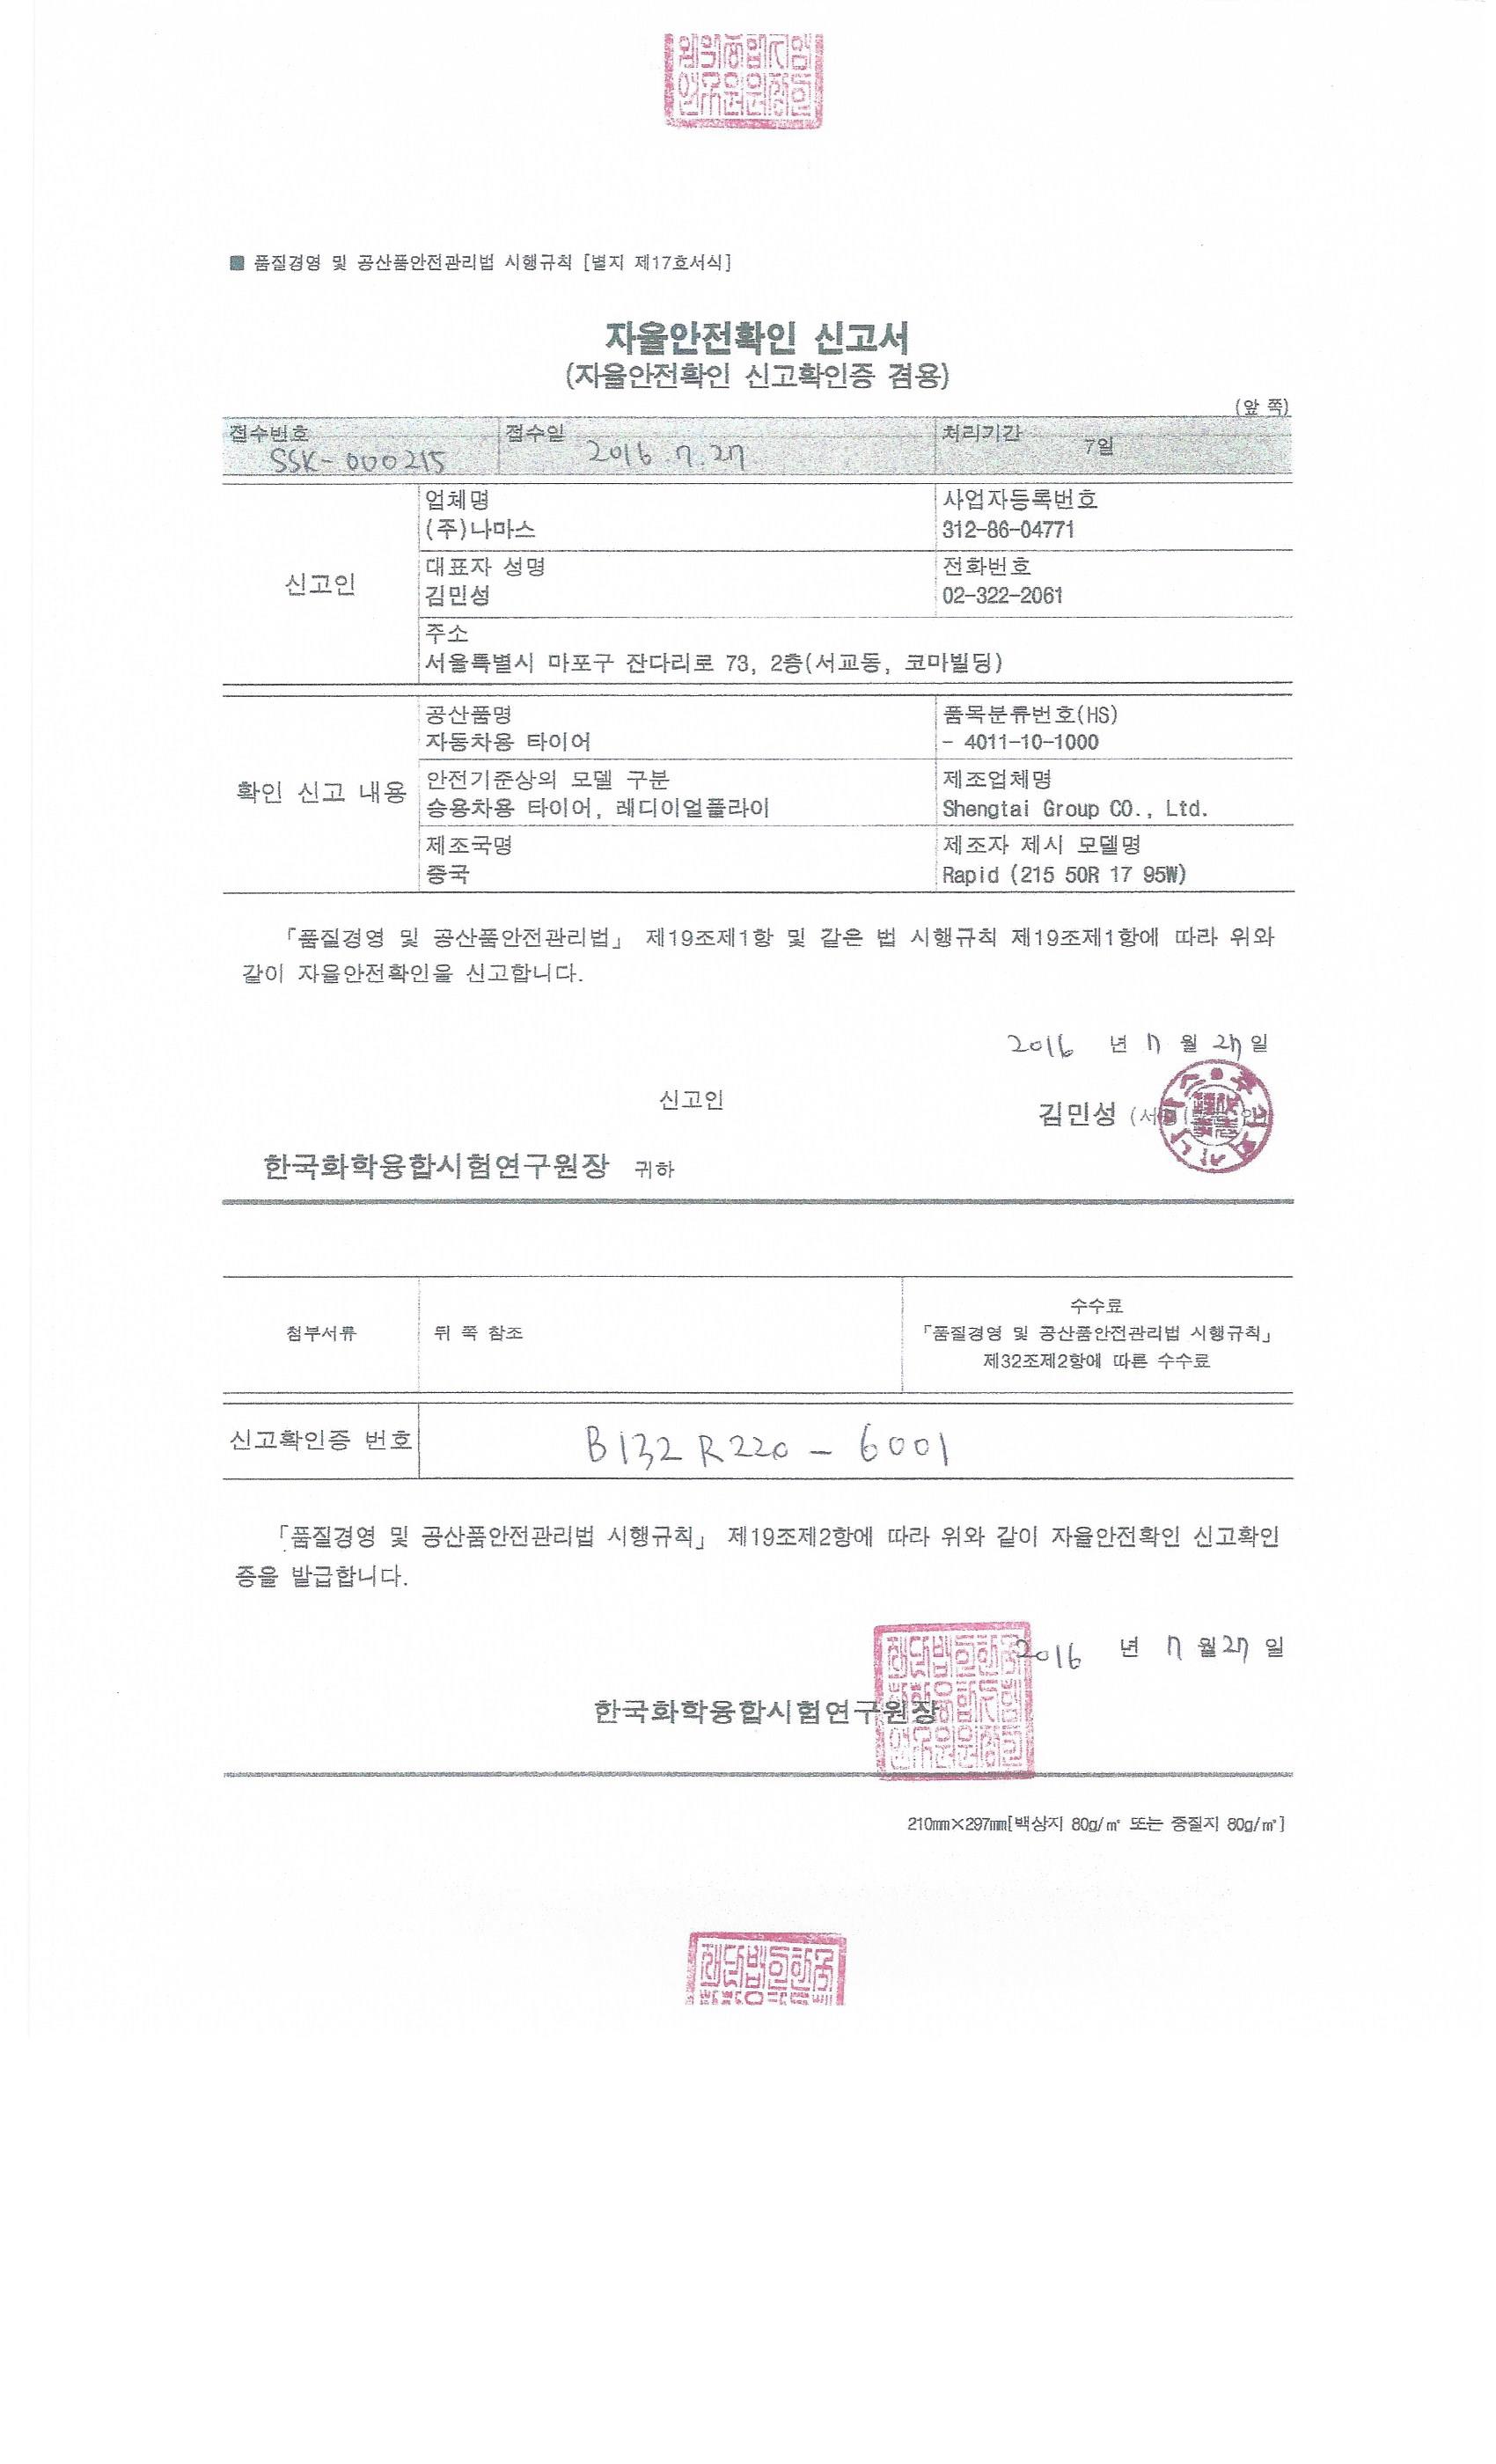 ■ 품질경영 및 공산품안전관리법 시행규칙 [별지 제17호서식]
자율안전확인 신고서
(자율안전확인 신고확인증 겸용)
(앞 쪽)
접수번호 접수일 처리기간
SSK-000215 2016.7.27 7일
업체명 사업자등록번호
(주)나마스 312-86-04771
대표자 성명 전화번호
신고인
김민성 02-322-2061
주소
서울특별시 마포구 잔다리로 73, 2층(서교동, 코마빌딩)
공산품명 품목분류번호(HS)
자동차용 타이어 - 4011-10-1000
안전기준상의 모델 구분 제조업체명
확인 신고 내용
승용차용 타이어, 레디이얼플라이 Shengtai Group CO., Ltd.
제조국명 제조자 제시 모델명
중국 Rapid (215 50R 17 95W)
「품질경영 및 공산품안전관리법」 제19조제1항 및 같은 법 시행규칙 제19조제1항에 따라 위와
같이 자율안전확인을 신고합니다.
2016 년 7 월 27 일
신고인 김민성 (서
한국화학융합시험연구원장 귀하
수수료
첨부서류 뒤 쪽 참조 「품질경영 및 공산품안전관리법 시행규칙」
제32조제2항에 따른 수수료
신고확인증 번호 B132R220-6001
「품질경영 및 공산품안전관리법 시행규칙」 제19조제2항에 따라 위와 같이 자율안전확인 신고확인
증을 발급합니다.
2016 년 7 월 27 일
한국화학융합시험연구원장
210mm×297mm[백상지 80g/㎡ 또는 중질지 80g/㎡]